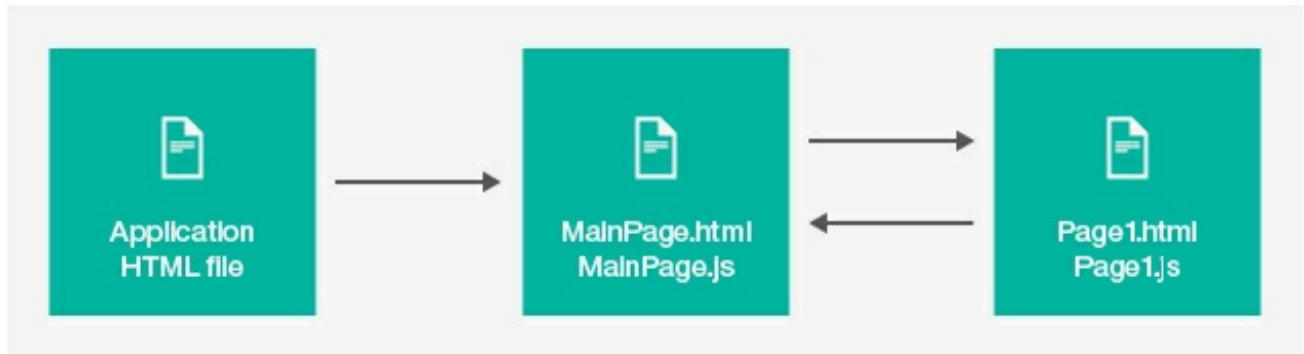 Application
HTML file
MainPage.html
MainPage.js
Page1.html
Page1.js